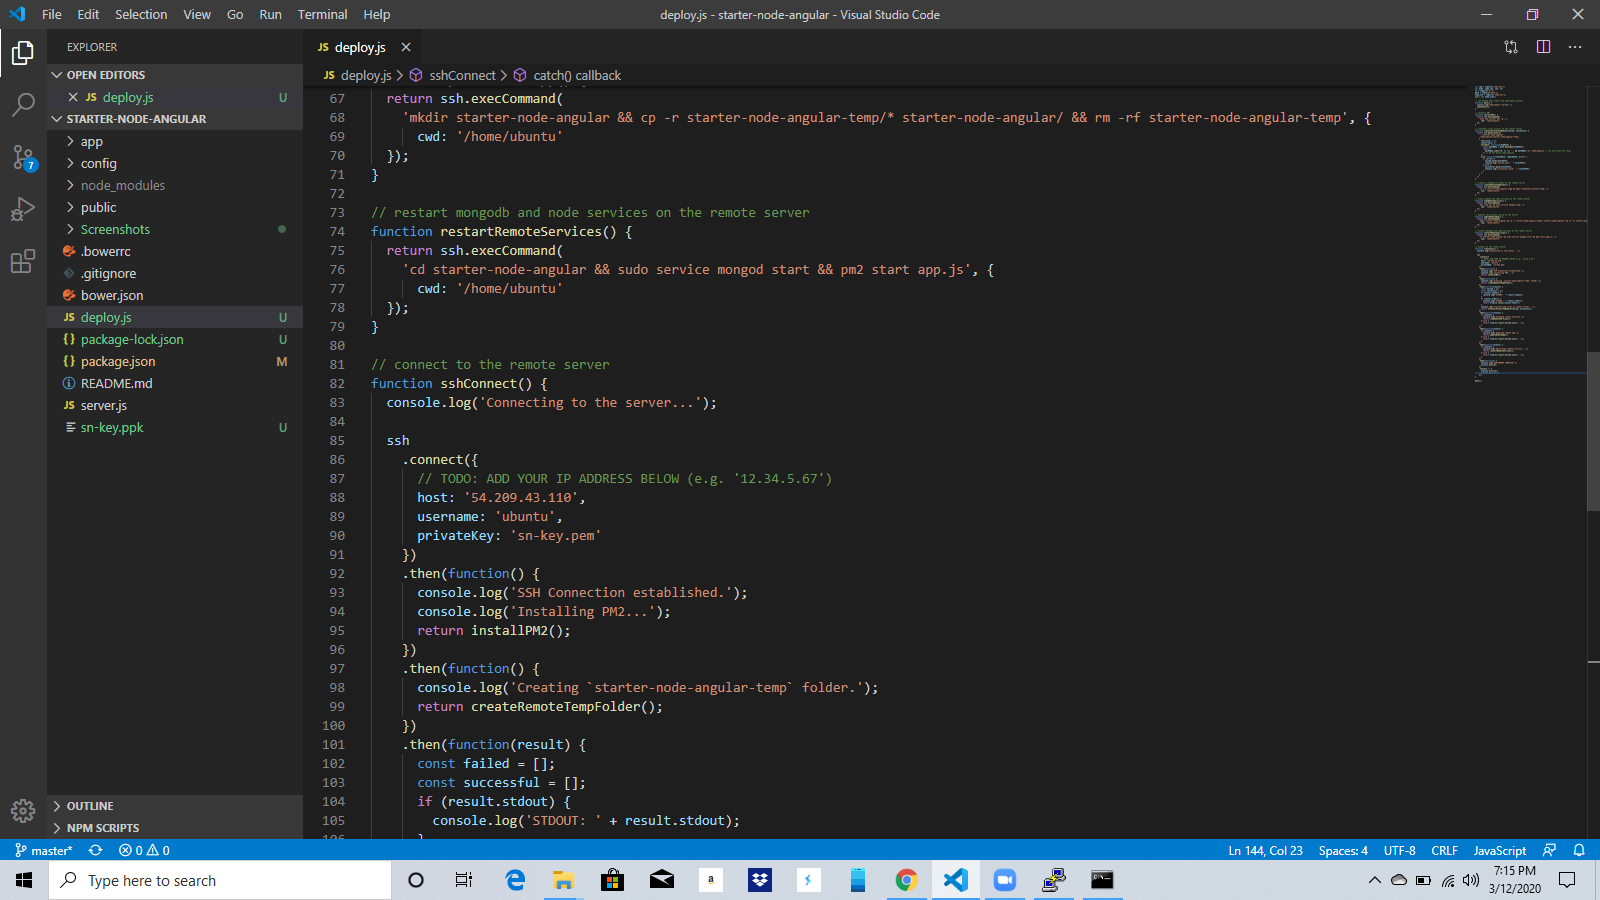 File Edit Selection View Go Run Terminal Help
deploy.js - starter-node-angular - Visual Studio Code
EXPLORER
OPEN EDITORS
JS deploy.js U
STARTER-NODE-ANGULAR
app
config
node_modules
public
Screenshots
.bowerrc
.gitignore
bower.json
JS deploy.js U
{} package-lock.json U
{} package.json M
README.md
JS server.js
sn-key.ppk U
OUTLINE
NPM SCRIPTS
7
JS deploy.js
JS deploy.js > sshConnect > catch() callback
67 return ssh.execCommand(
68 'mkdir starter-node-angular && cp -r starter-node-angular-temp/* starter-node-angular/ && rm -rf starter-node-angular-temp', {
69 cwd: '/home/ubuntu'
70 });
71 }
72
73 // restart mongodb and node services on the remote server
74 function restartRemoteServices() {
75 return ssh.execCommand(
76 'cd starter-node-angular && sudo service mongod start && pm2 start app.js', {
77 cwd: '/home/ubuntu'
78 });
79 }
80
81 // connect to the remote server
82 function sshConnect() {
83 console.log('Connecting to the server...');
84
85 ssh
86 .connect({
87 // TODO: ADD YOUR IP ADDRESS BELOW (e.g. '12.34.5.67')
88 host: '54.209.43.110',
89 username: 'ubuntu',
90 privateKey: 'sn-key.pem'
91 })
92 .then(function() {
93 console.log('SSH Connection established.');
94 console.log('Installing PM2...');
95 return installPM2();
96 })
97 .then(function() {
98 console.log('Creating `starter-node-angular-temp` folder.');
99 return createRemoteTempFolder();
100 })
101 .then(function(result) {
102 const failed = [];
103 const successful = [];
104 if (result.stdout) {
105 console.log('STDOUT: ' + result.stdout);
106 }
master* 0 0
Ln 144, Col 23 Spaces: 4 UTF-8 CRLF JavaScript
Type here to search
a
7:15 PM
3/12/2020